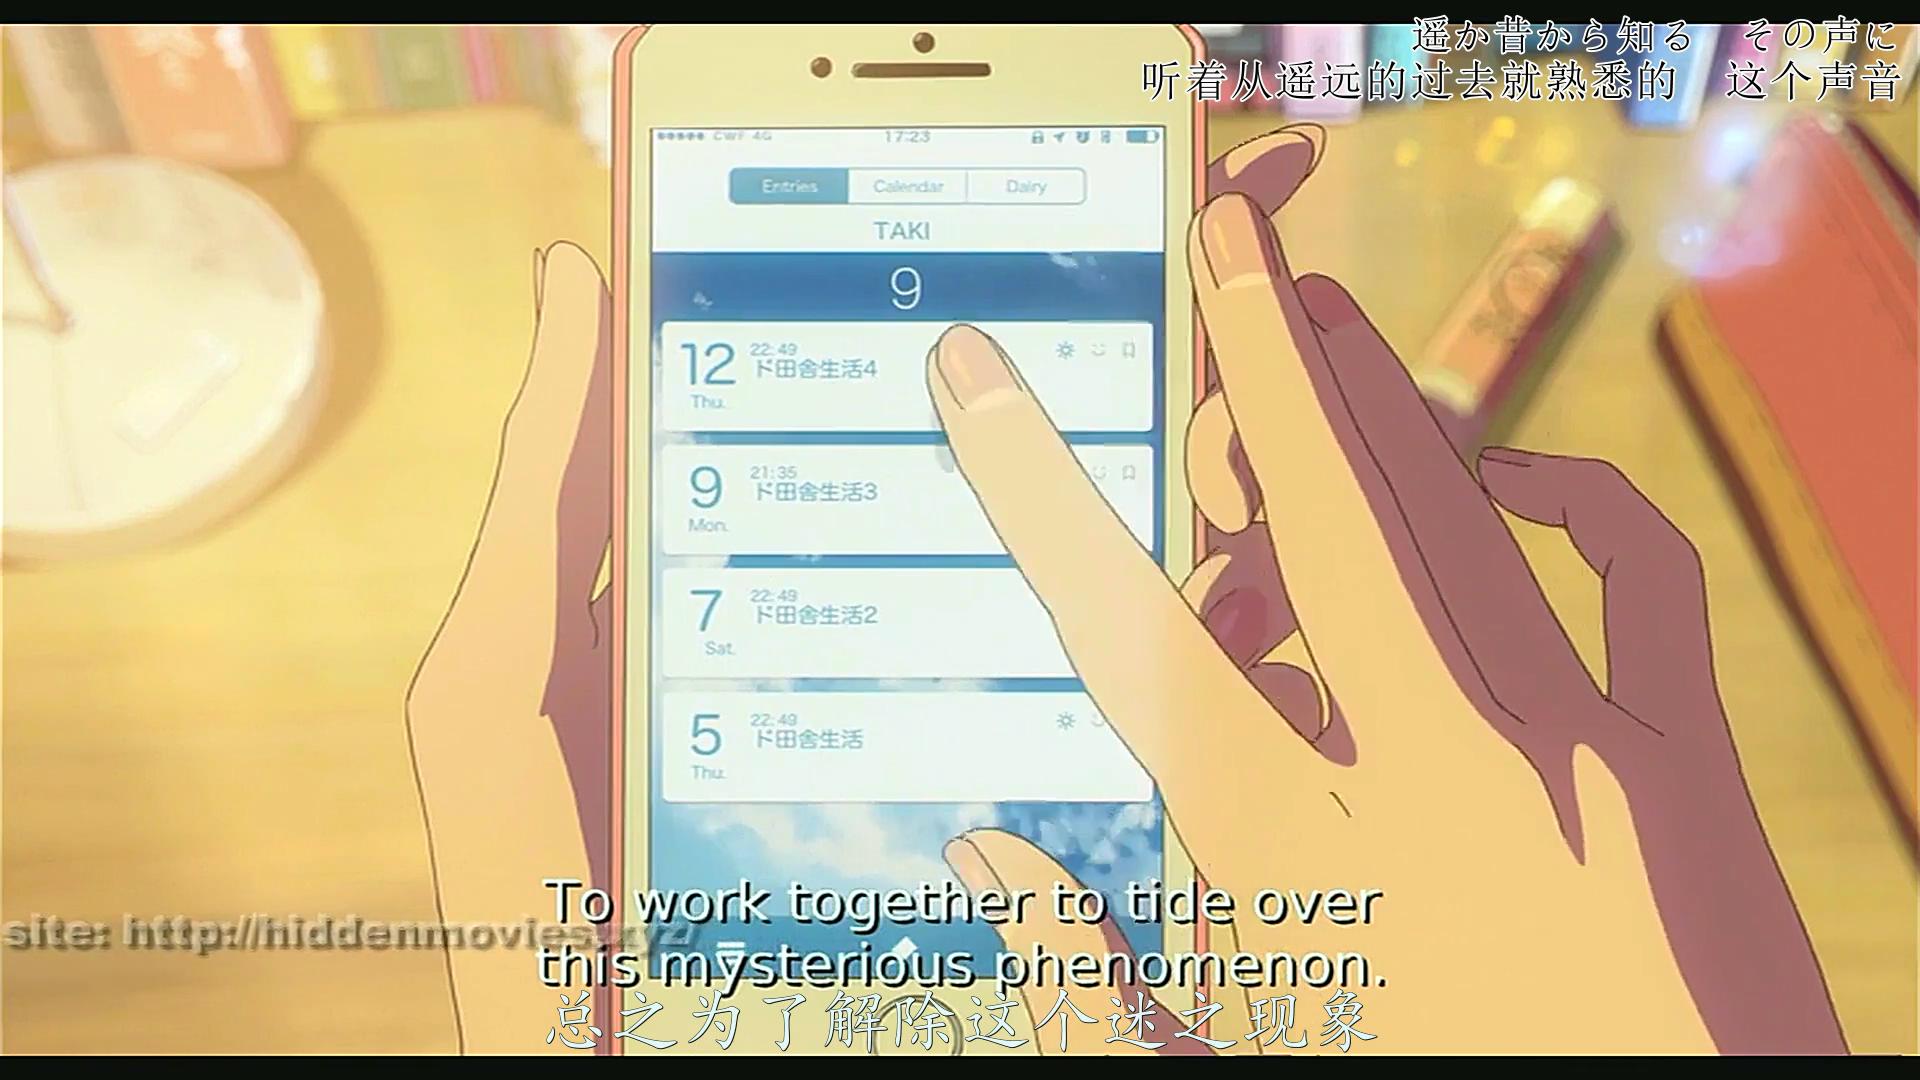 遥か昔から知る　その声に
听着从遥远的过去就熟悉的　这个声音
CWF 4G 17:23
Entries Calendar Dairy
TAKI
9
12 22:49
ド田舎生活4
Thu.
9 21:35
ド田舎生活3
Mon.
7 22:49
ド田舎生活2
Sat.
5 22:49
ド田舎生活
Thu.
To work together to tide over
site: http://hiddenmovies.xyz/
this mysterious phenomenon.
总之为了解除这个迷之现象